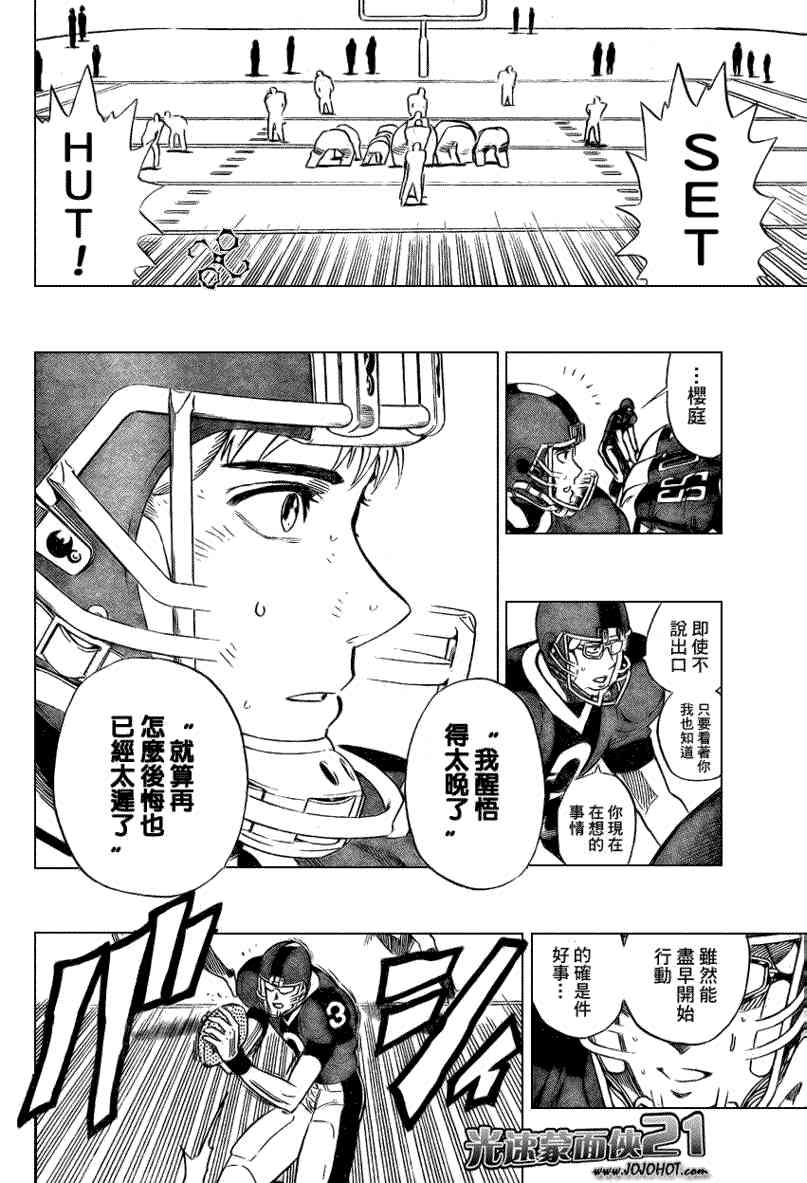 SET
HUT!
…櫻庭
即使不
說出口
只要看著你
我也知道
你現在
在想的
事情
〝我醒悟
得太晚了〞
〝就算再
怎麼後悔也
已經太遲了〞
雖然能
盡早開始
行動
的確是件
好事…
バッ
3
光速蒙面俠21
www.JOJOHOT.com